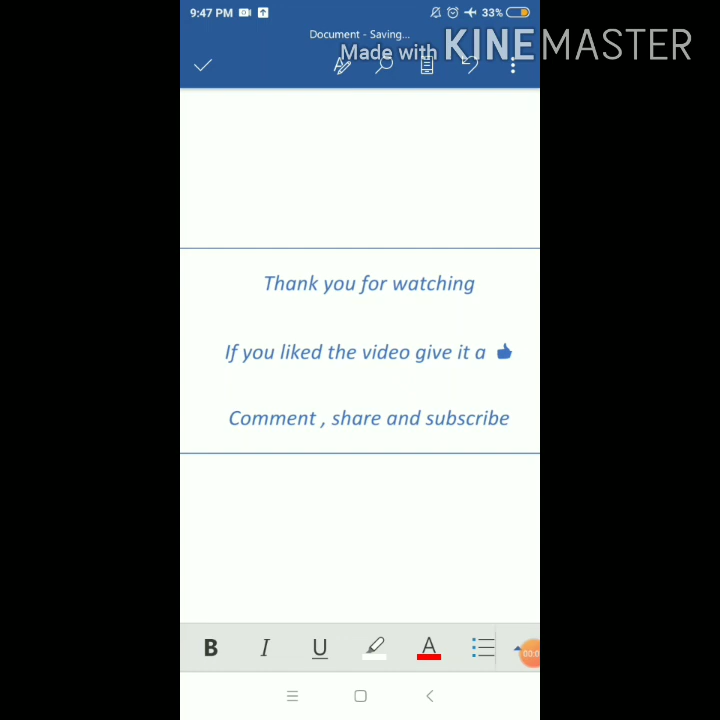 9:47 PM 33%
Document - Saving...
Made with KINEMASTER
Thank you for watching
If you liked the video give it a 👍
Comment , share and subscribe
B I U A